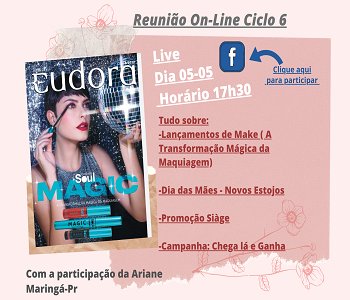 Reunião On-Line Ciclo 6
eudora
Soul
MAGIC
MAGIC
Live
Dia 05-05
Horário 17h30
Clique aqui
para participar
Tudo sobre:
-Lançamentos de Make ( A
Transformação Mágica da
Maquiagem)
-Dia das Mães - Novos Estojos
-Promoção Siàge
-Campanha: Chega lá e Ganha
Com a participação da Ariane
Maringá-Pr